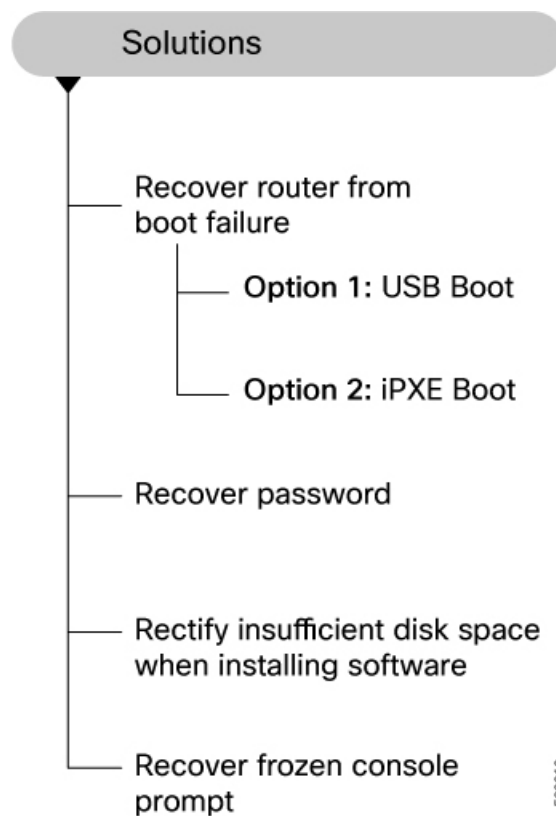 Solutions
Recover router from
boot failure
Option 1: USB Boot
Option 2: iPXE Boot
Recover password
Rectify insufficient disk space
when installing software
Recover frozen console
prompt